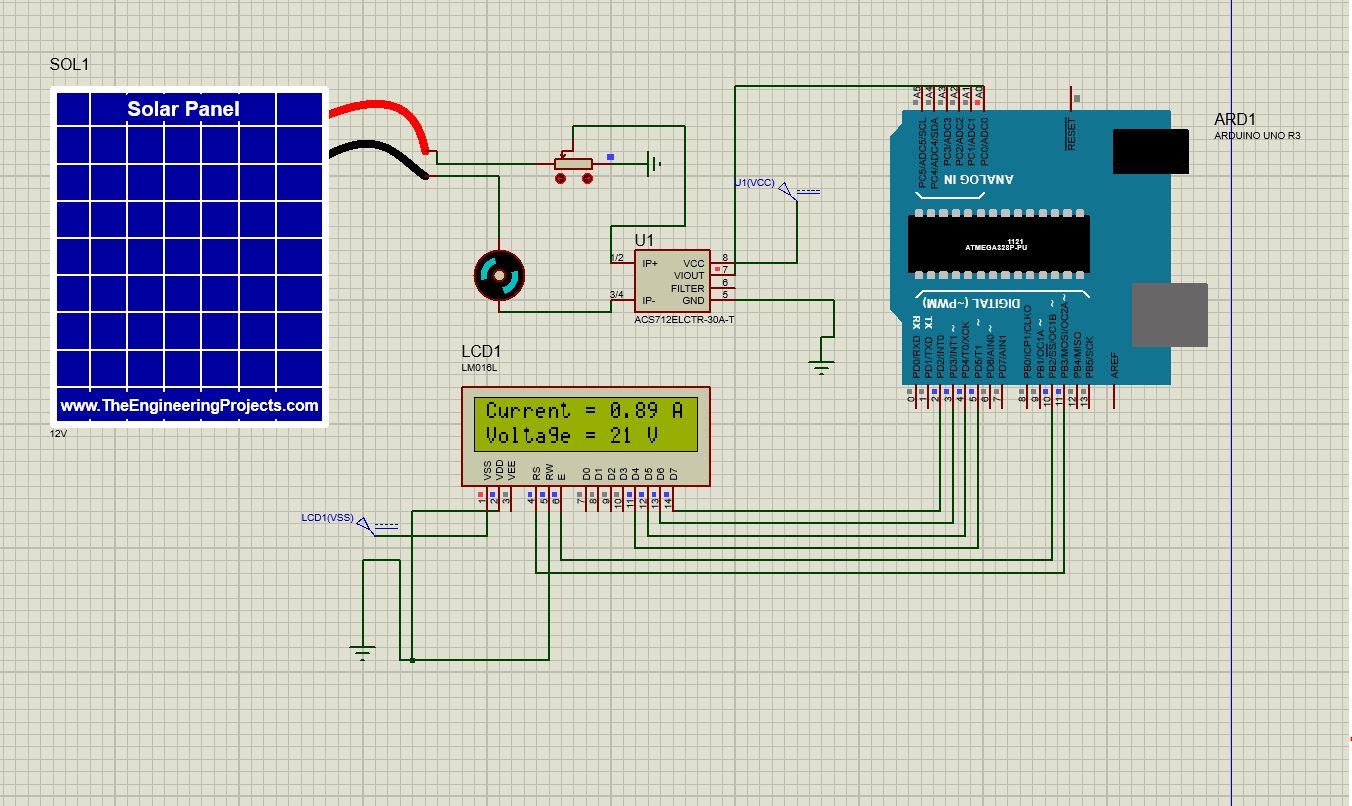 SOL1
Solar Panel
www.TheEngineeringProjects.com
12V
U1(VCC)
U1
1/2
IP+
3/4
IP-
VCC
8
VIOUT
7
FILTER
6
GND
5
ACS712ELCTR-30A-T
LCD1
LM016L
Current = 0.89 A
Voltage = 21 V
VSS
VDD
VEE
RS
RW
E
D0
D1
D2
D3
D4
D5
D6
D7
1
2
3
4
5
6
7
8
9
10
11
12
13
14
LCD1(VSS)
ARD1
ARDUINO UNO R3
A5
A4
A3
A2
A1
A0
PC5/ADC5/SCL
PC4/ADC4/SDA
PC3/ADC3
PC2/ADC2
PC1/ADC1
PC0/ADC0
RESET
ANALOG IN
1121
ATMEGA328P-PU
DIGITAL (~PWM)
RX
TX
~
~
~
~
~
~
PD0/RXD
PD1/TXD
PD2/INT0
PD3/INT1
PD4/T0/XCK
PD5/T1
PD6/AIN0
PD7/AIN1
PB0/ICP1/CLKO
PB1/OC1A
PB2/SS/OC1B
PB3/MOSI/OC2A
PB4/MISO
PB5/SCK
AREF
0
1
2
3
4
5
6
7
8
9
10
11
12
13